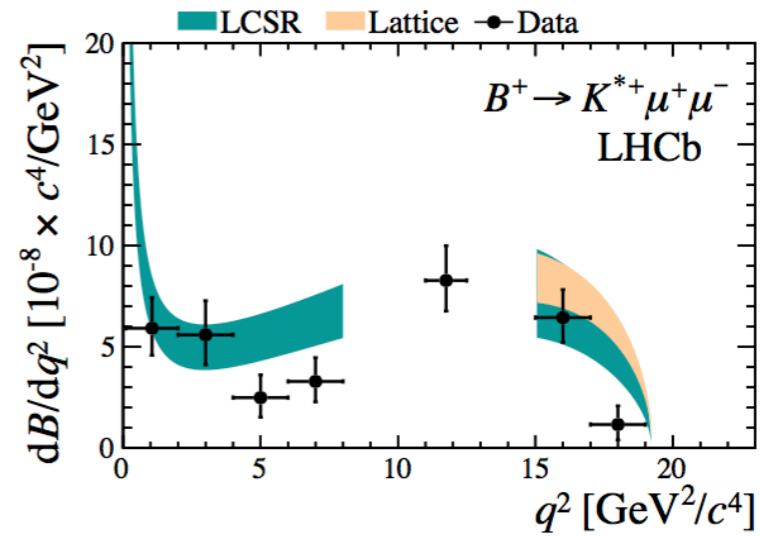 LCSR Lattice Data
B⁺ → K*⁺μ⁺μ⁻
LHCb
dB/dq² [10⁻⁸ × c⁴/GeV²]
20
15
10
5
0
0 5 10 15 20
q² [GeV²/c⁴]